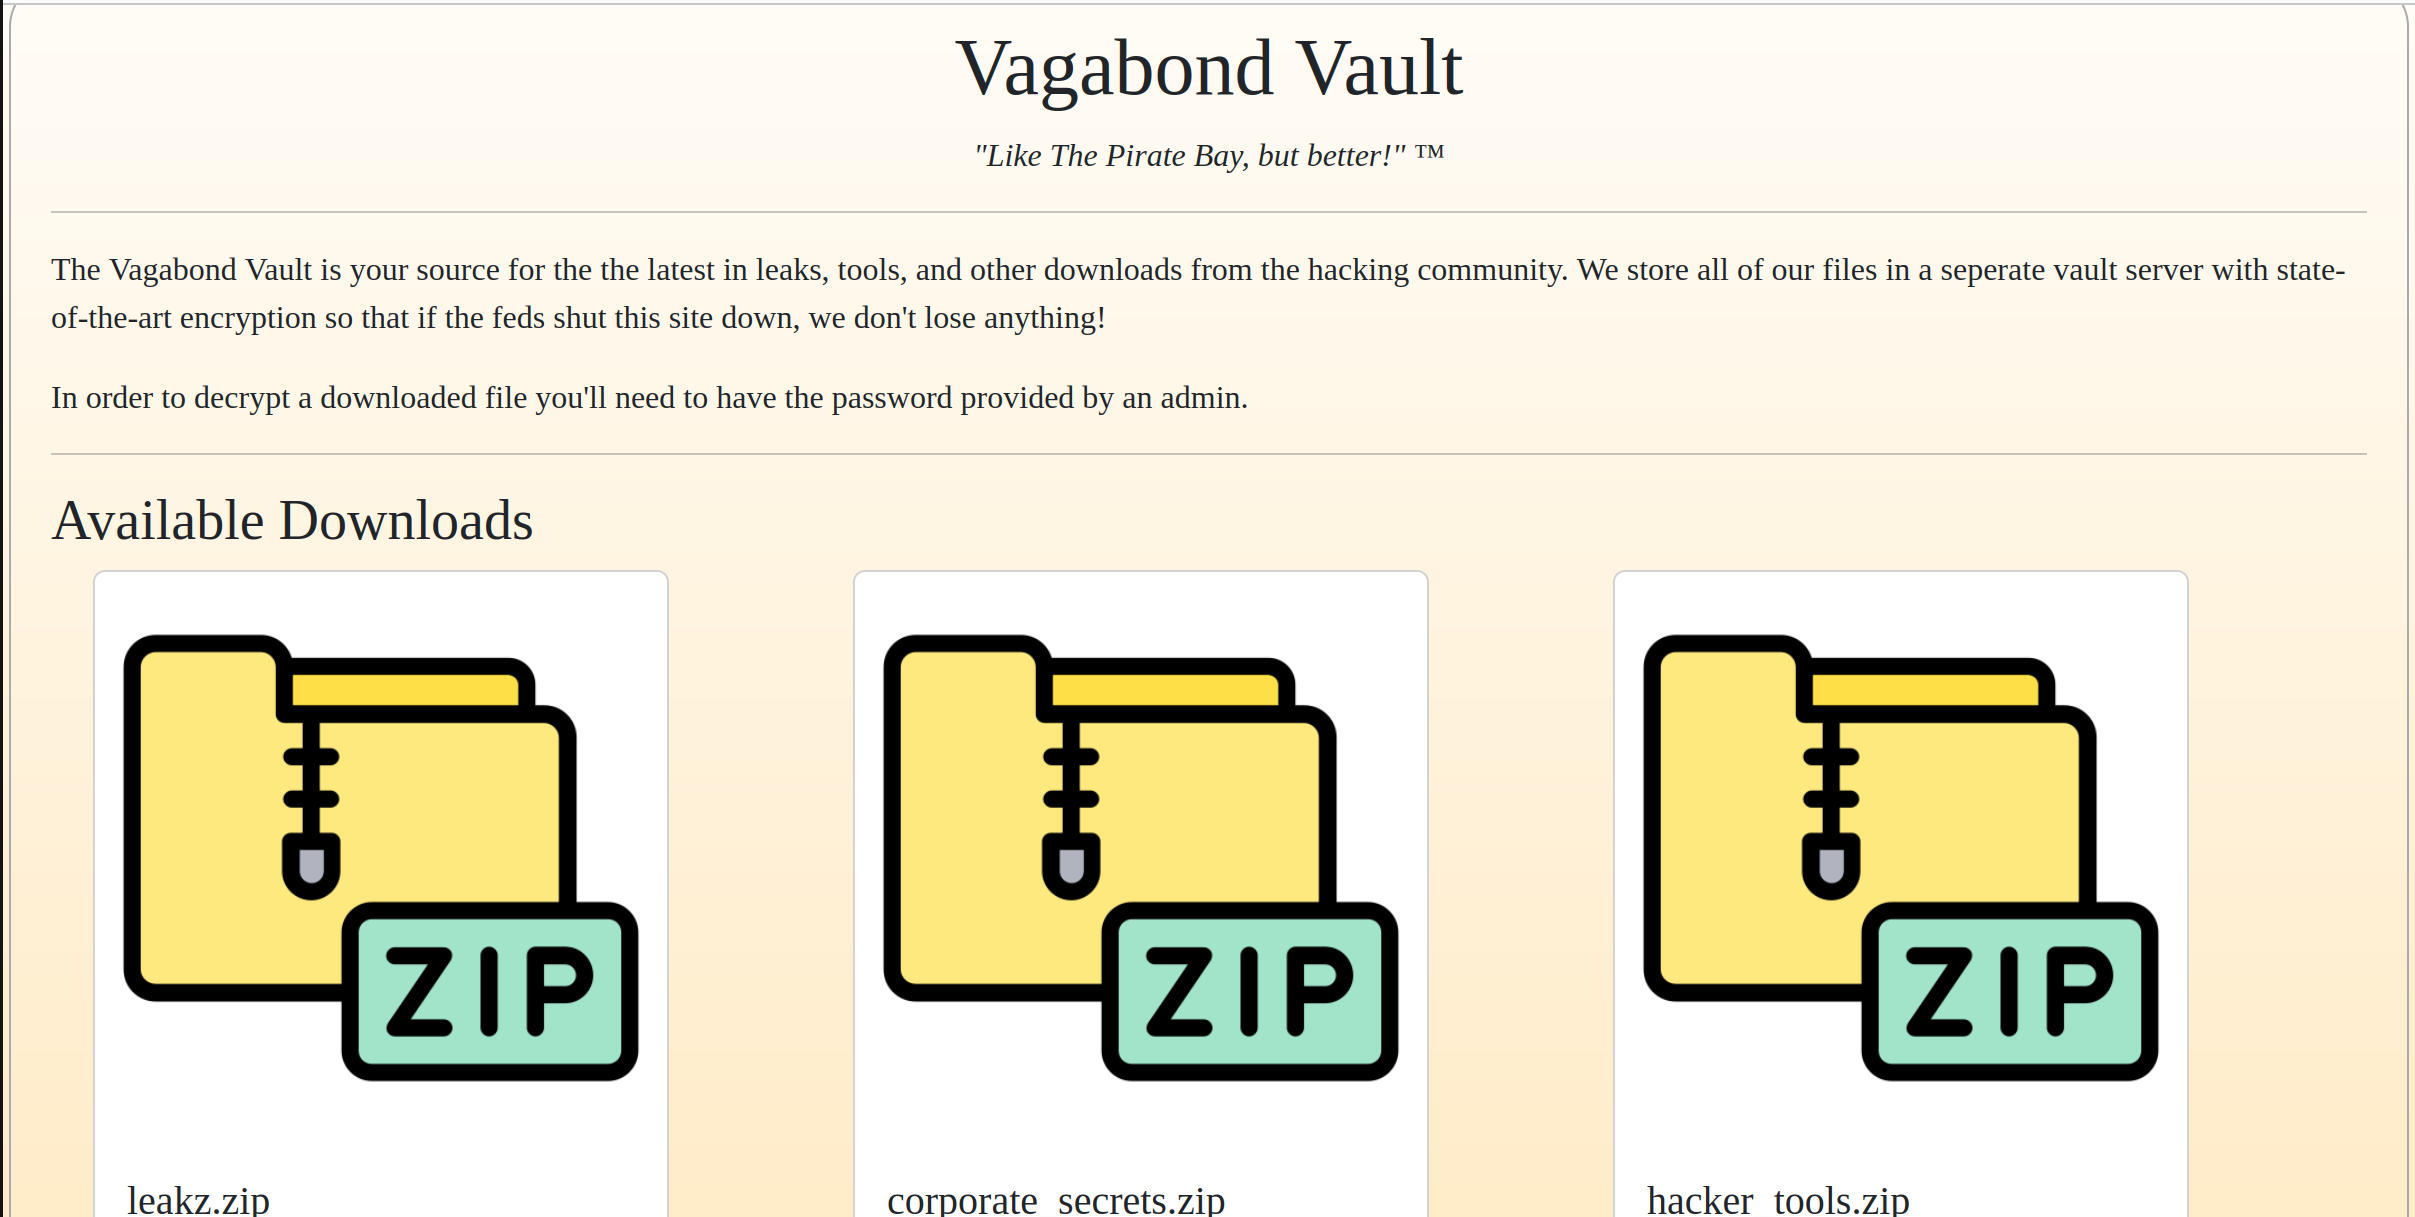 Vagabond Vault
"Like The Pirate Bay, but better!" ™
The Vagabond Vault is your source for the the latest in leaks, tools, and other downloads from the hacking community. We store all of our files in a seperate vault server with state-
of-the-art encryption so that if the feds shut this site down, we don't lose anything!
In order to decrypt a downloaded file you'll need to have the password provided by an admin.
Available Downloads
ZIP ZIP ZIP
leakz.zip corporate_secrets.zip hacker_tools.zip